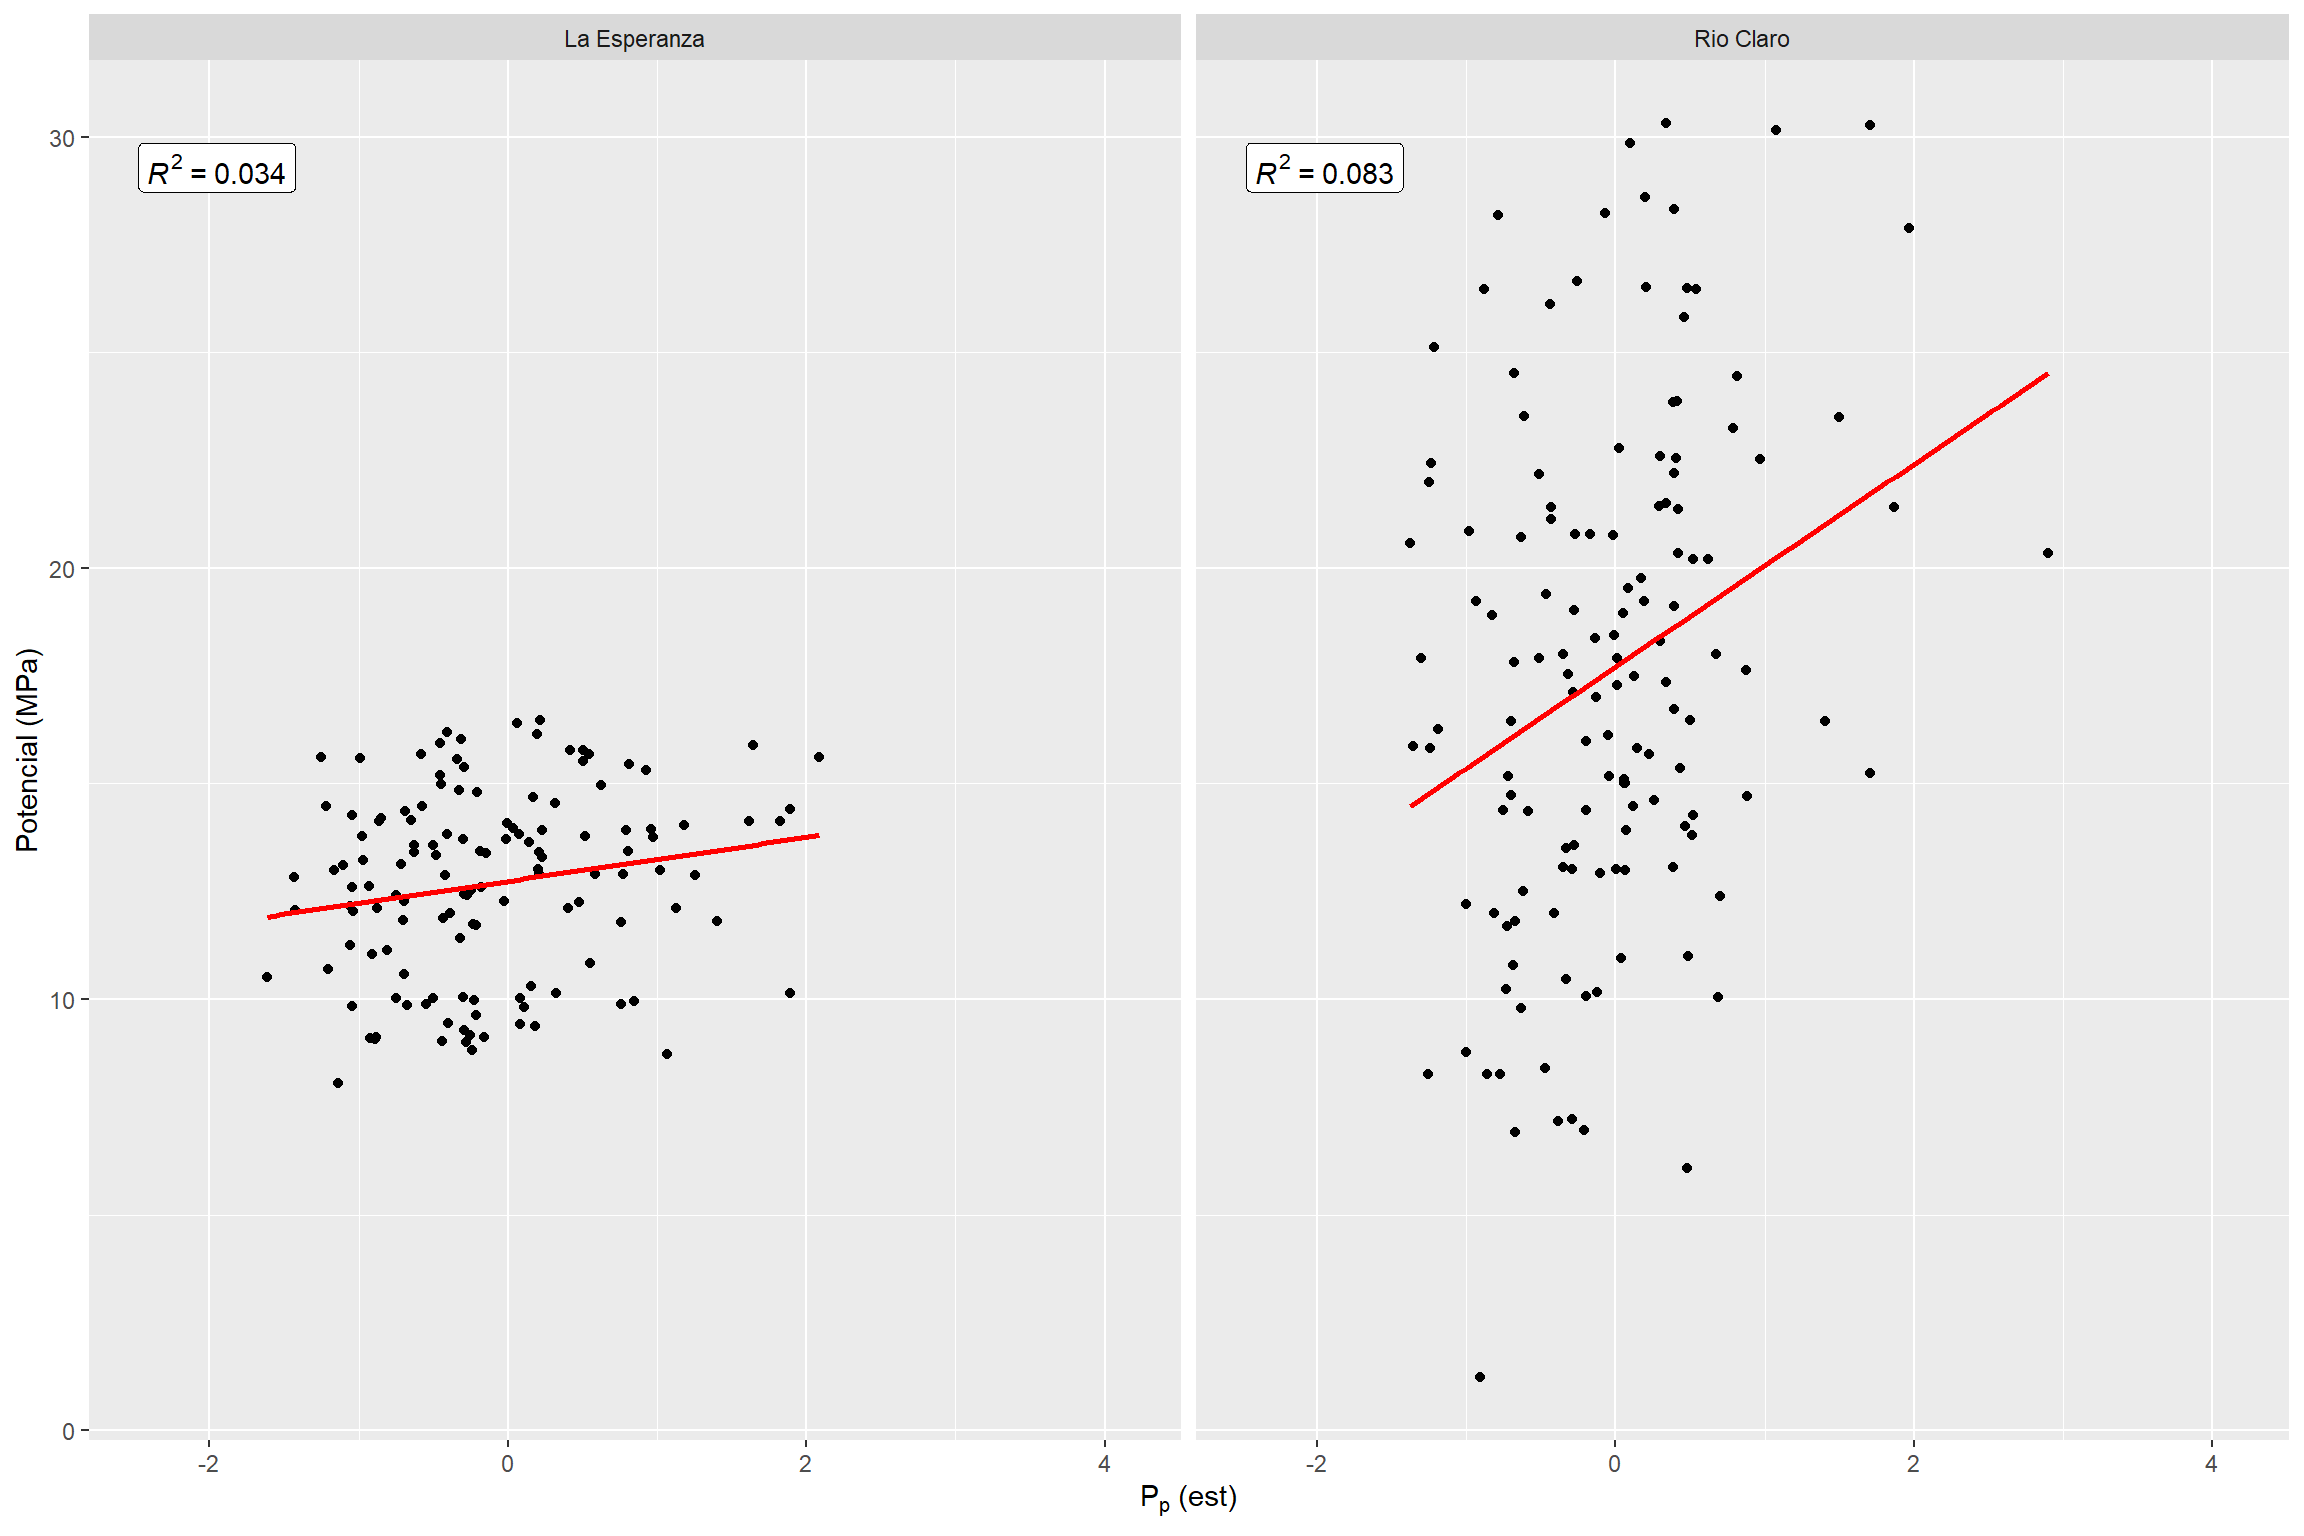 La Esperanza
Rio Claro
R² = 0.034
R² = 0.083
30
20
10
0
Potencial (MPa)
-2 0 2 4
-2 0 2 4
Pₚ (est)